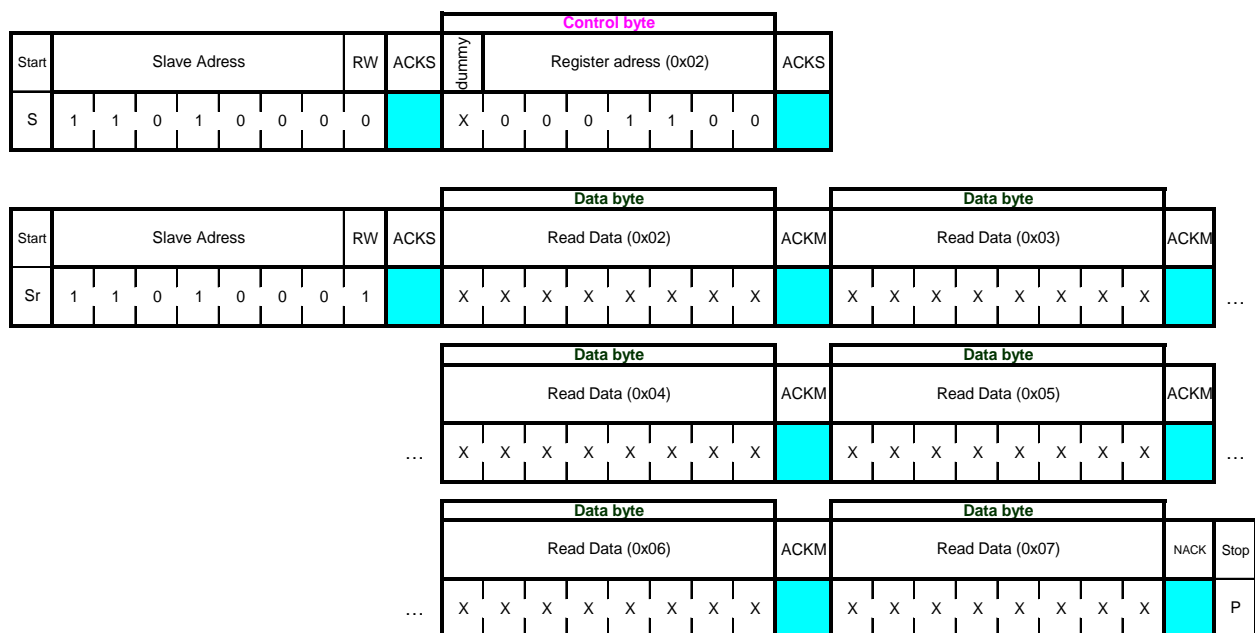 Control byte
Start Slave Adress RW ACKS dummy Register adress (0x02) ACKS
S 1 1 0 1 0 0 0 0 X 0 0 0 1 1 0 0
Data byte Data byte
Start Slave Adress RW ACKS Read Data (0x02) ACKM Read Data (0x03) ACKM
Sr 1 1 0 1 0 0 0 1 X X X X X X X X X X X X X X X X …
Data byte Data byte
Read Data (0x04) ACKM Read Data (0x05) ACKM
… X X X X X X X X X X X X X X X X …
Data byte Data byte
Read Data (0x06) ACKM Read Data (0x07) NACK Stop
… X X X X X X X X X X X X X X X X P